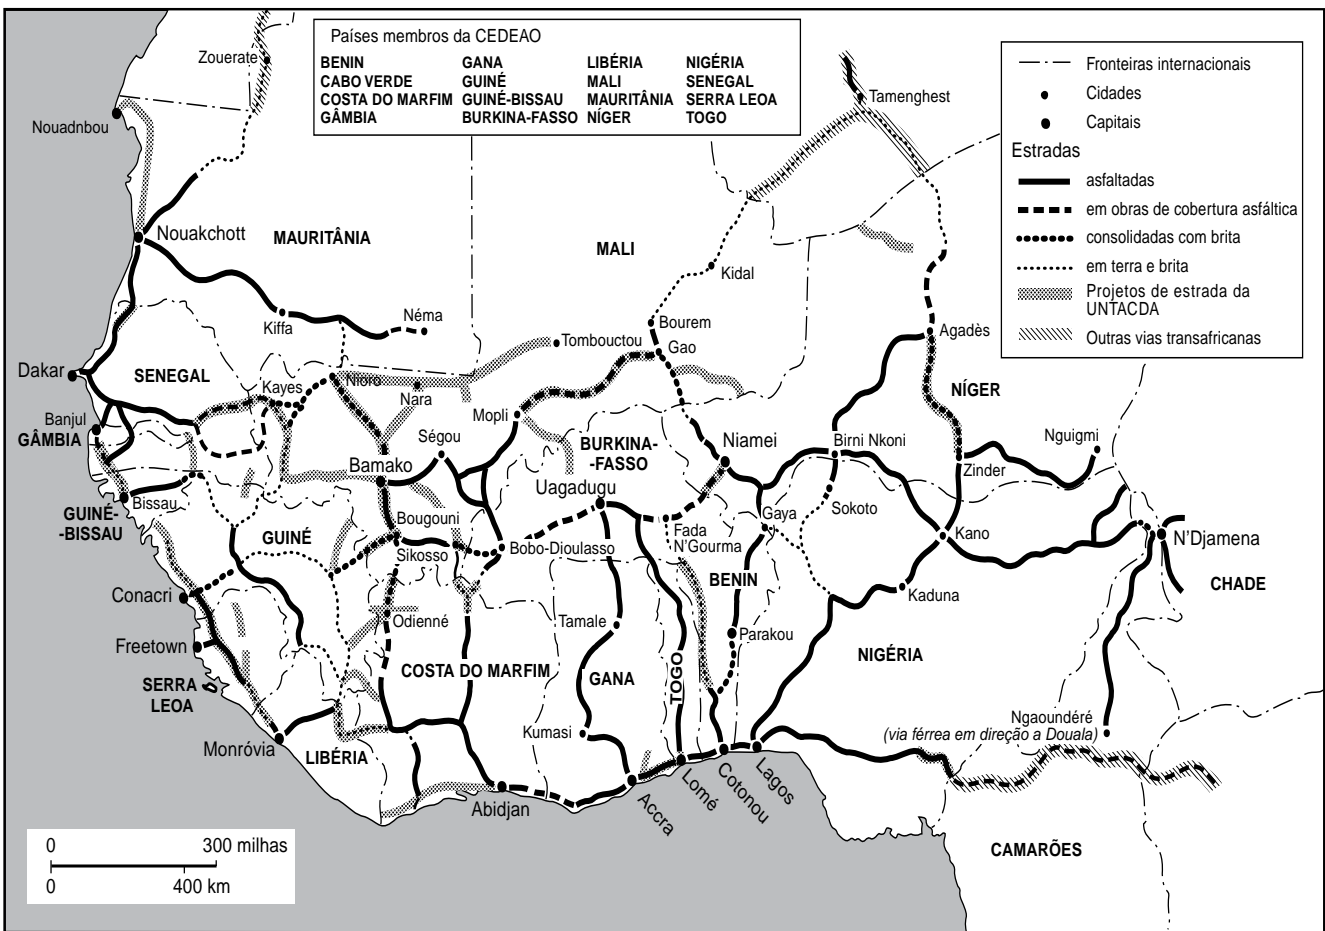 Países membros da CEDEAO
BENIN GANA LIBÉRIA NIGÉRIA
CABO VERDE GUINÉ MALI SENEGAL
COSTA DO MARFIM GUINÉ-BISSAU MAURITÂNIA SERRA LEOA
GÂMBIA BURKINA-FASSO NÍGER TOGO
Fronteiras internacionais
Cidades
Capitais
Estradas
asfaltadas
em obras de cobertura asfáltica
consolidadas com brita
em terra e brita
Projetos de estrada da
UNTACDA
Outras vias transafricanas
Zouerate
Nouadnbou
Tamenghest
Nouakchott
MAURITÂNIA
MALI
Kidal
Kiffa
Néma
Bourem
Tombouctou
Gao
Agadès
Dakar
SENEGAL
Kayes
Nioro
Nara
NÍGER
Banjul
GÂMBIA
Mopli
Ségou
BURKINA-
-FASSO
Niamei
Birni Nkoni
Nguigmi
Zinder
Bamako
Uagadugu
Bissau
GUINÉ-
-BISSAU
Bougouni
Sokoto
Gaya
GUINÉ
Sikosso
Bobo-Dioulasso
Fada
N'Gourma
Kano
N'Djamena
BENIN
CHADE
Conacri
Kaduna
Odienné
Tamale
Parakou
Freetown
NIGÉRIA
COSTA DO MARFIM
GANA
TOGO
SERRA
LEOA
Ngaoundéré
(via férrea em direção a Douala)
Kumasi
Monróvia
LIBÉRIA
Abidjan
Accra
Lomé
Cotonou
Lagos
CAMARÕES
0 300 milhas
0 400 km